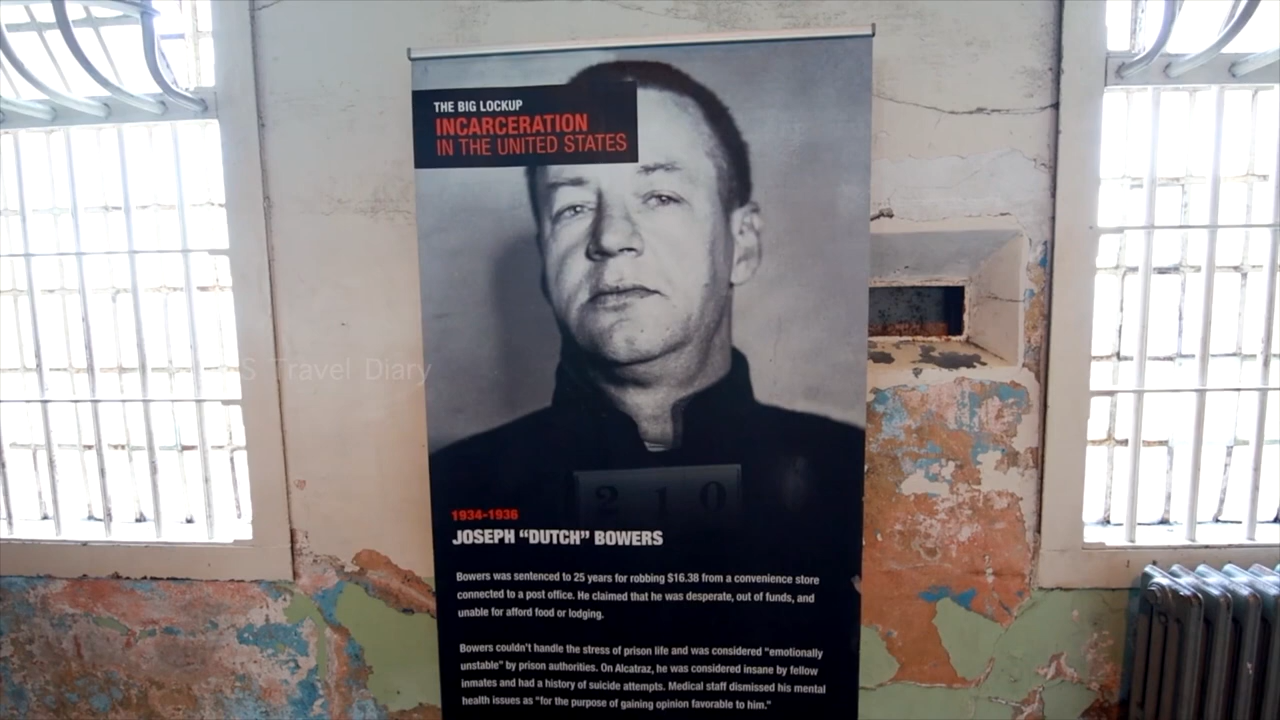 THE BIG LOCKUP
INCARCERATION
IN THE UNITED STATES
S Travel Diary
2 1 0
1934-1936
JOSEPH “DUTCH” BOWERS
Bowers was sentenced to 25 years for robbing $16.38 from a convenience store
connected to a post office. He claimed that he was desperate, out of funds, and
unable for afford food or lodging.
Bowers couldn’t handle the stress of prison life and was considered “emotionally
unstable” by prison authorities. On Alcatraz, he was considered insane by fellow
inmates and had a history of suicide attempts. Medical staff dismissed his mental
health issues as “for the purpose of gaining opinion favorable to him.”